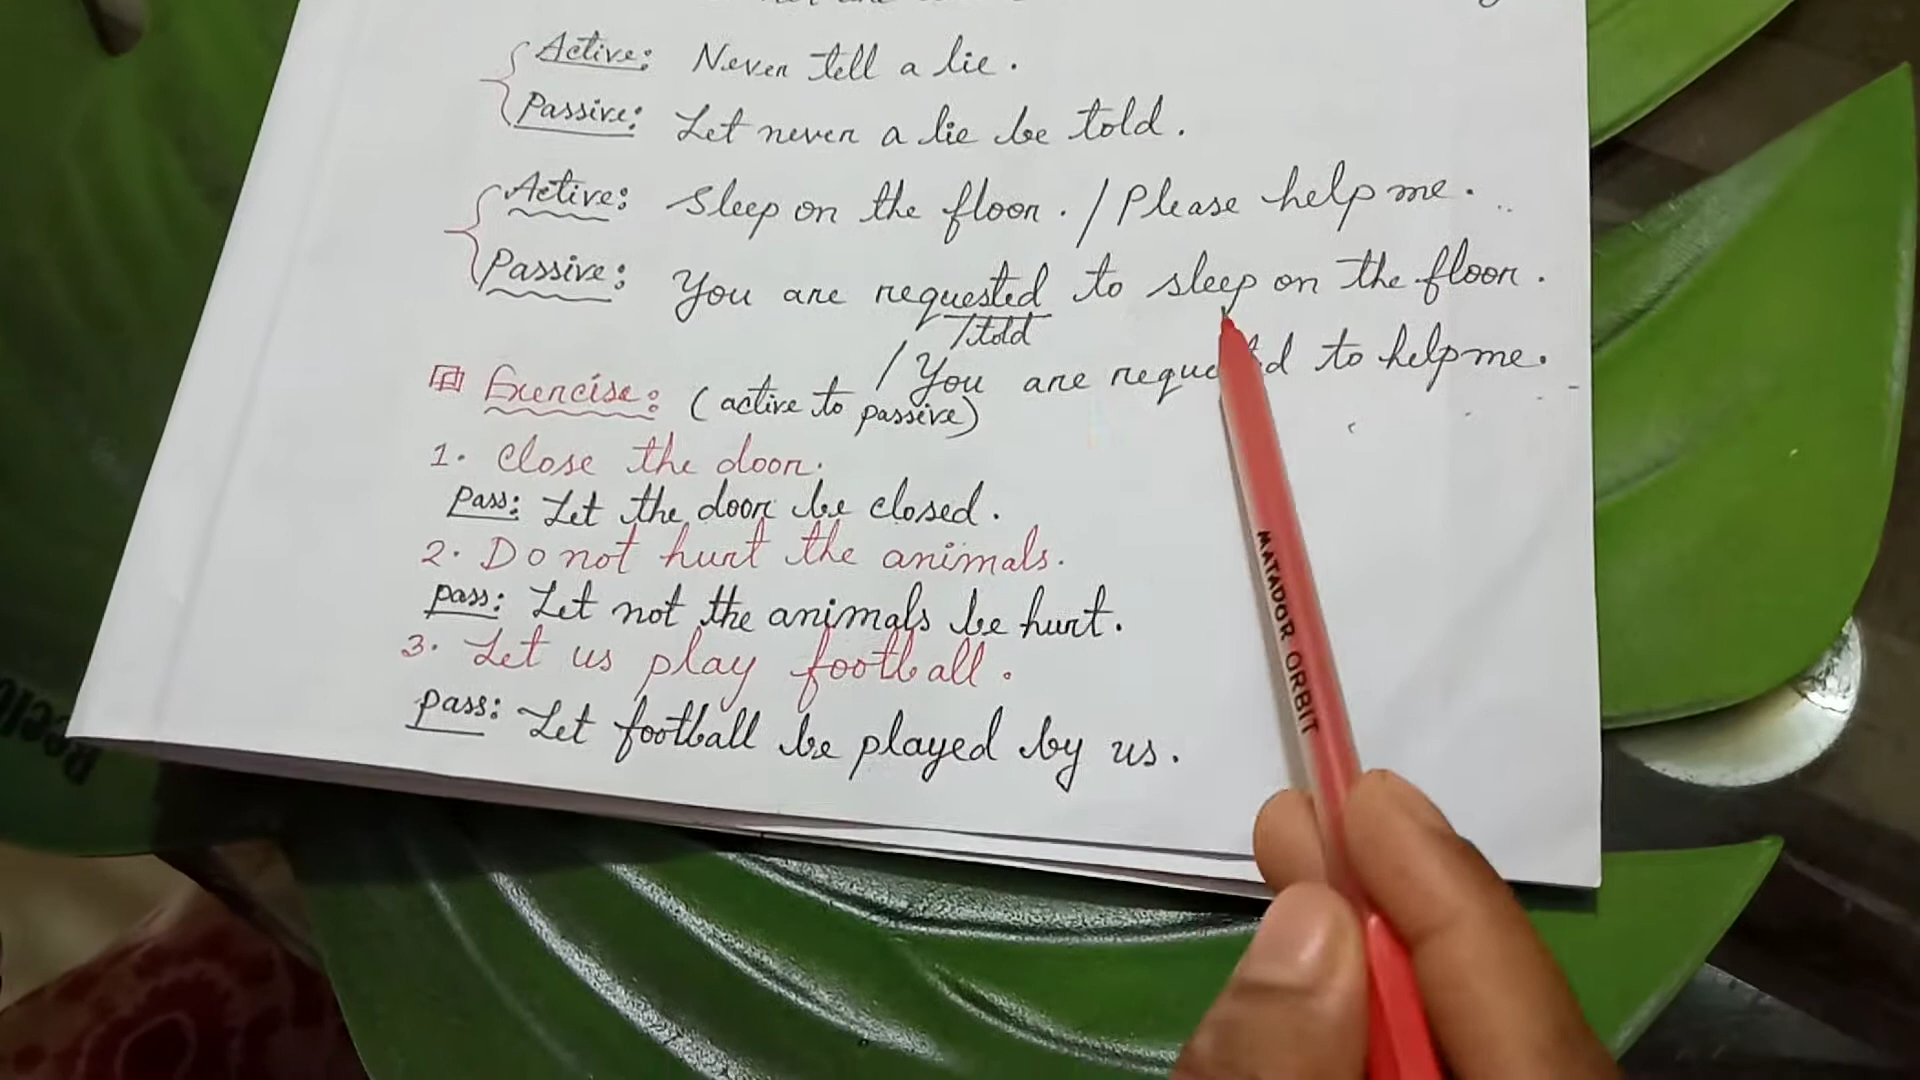 Active: Never tell a lie.
Passive: Let never a lie be told.
Active: Sleep on the floor. / Please help me.
Passive: You are requested to sleep on the floor.
/told
/ You are requested to help me.
Exercise: (active to passive)
1. Close the door.
Pass: Let the door be closed.
2. Do not hurt the animals.
Pass: Let not the animals be hurt.
3. Let us play football.
Pass: Let football be played by us.
MATADOR ORBIT